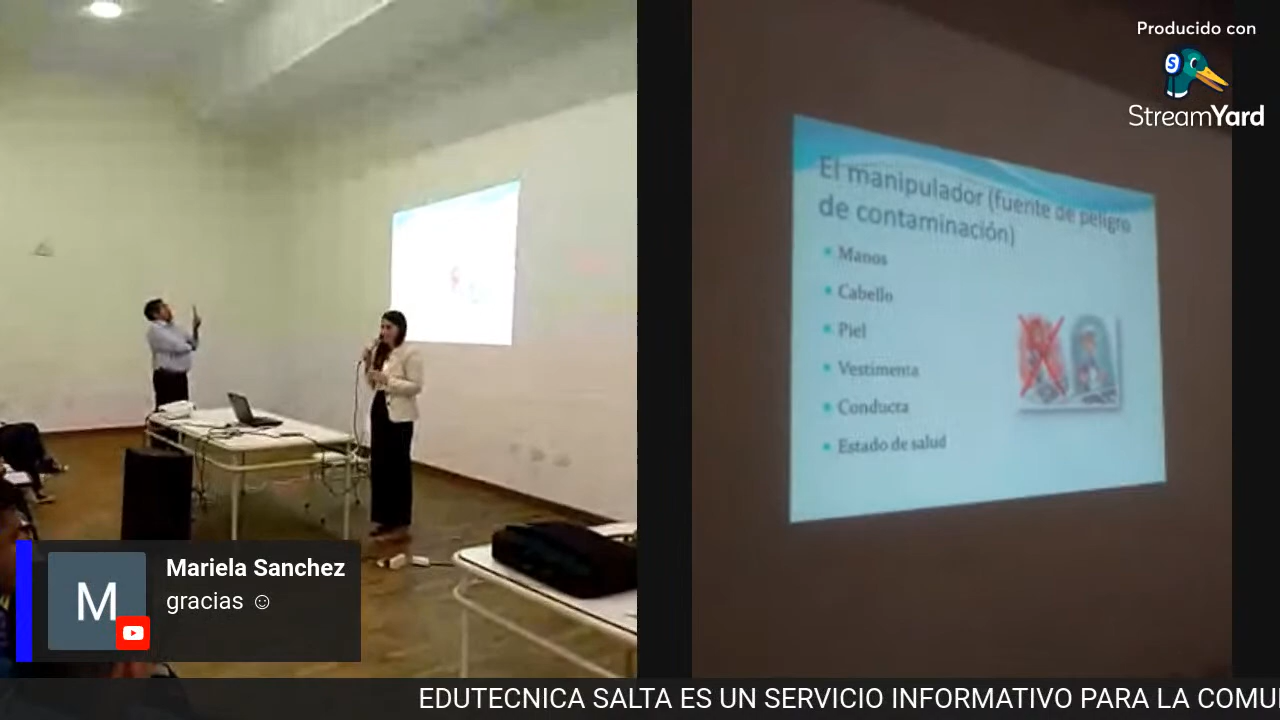 Producido con
S
StreamYard
El manipulador (fuente de peligro
de contaminación)
• Manos
• Cabello
• Piel
• Vestimenta
• Conducta
• Estado de salud
M
Mariela Sanchez
gracias ☺
EDUTECNICA SALTA ES UN SERVICIO INFORMATIVO PARA LA COMU